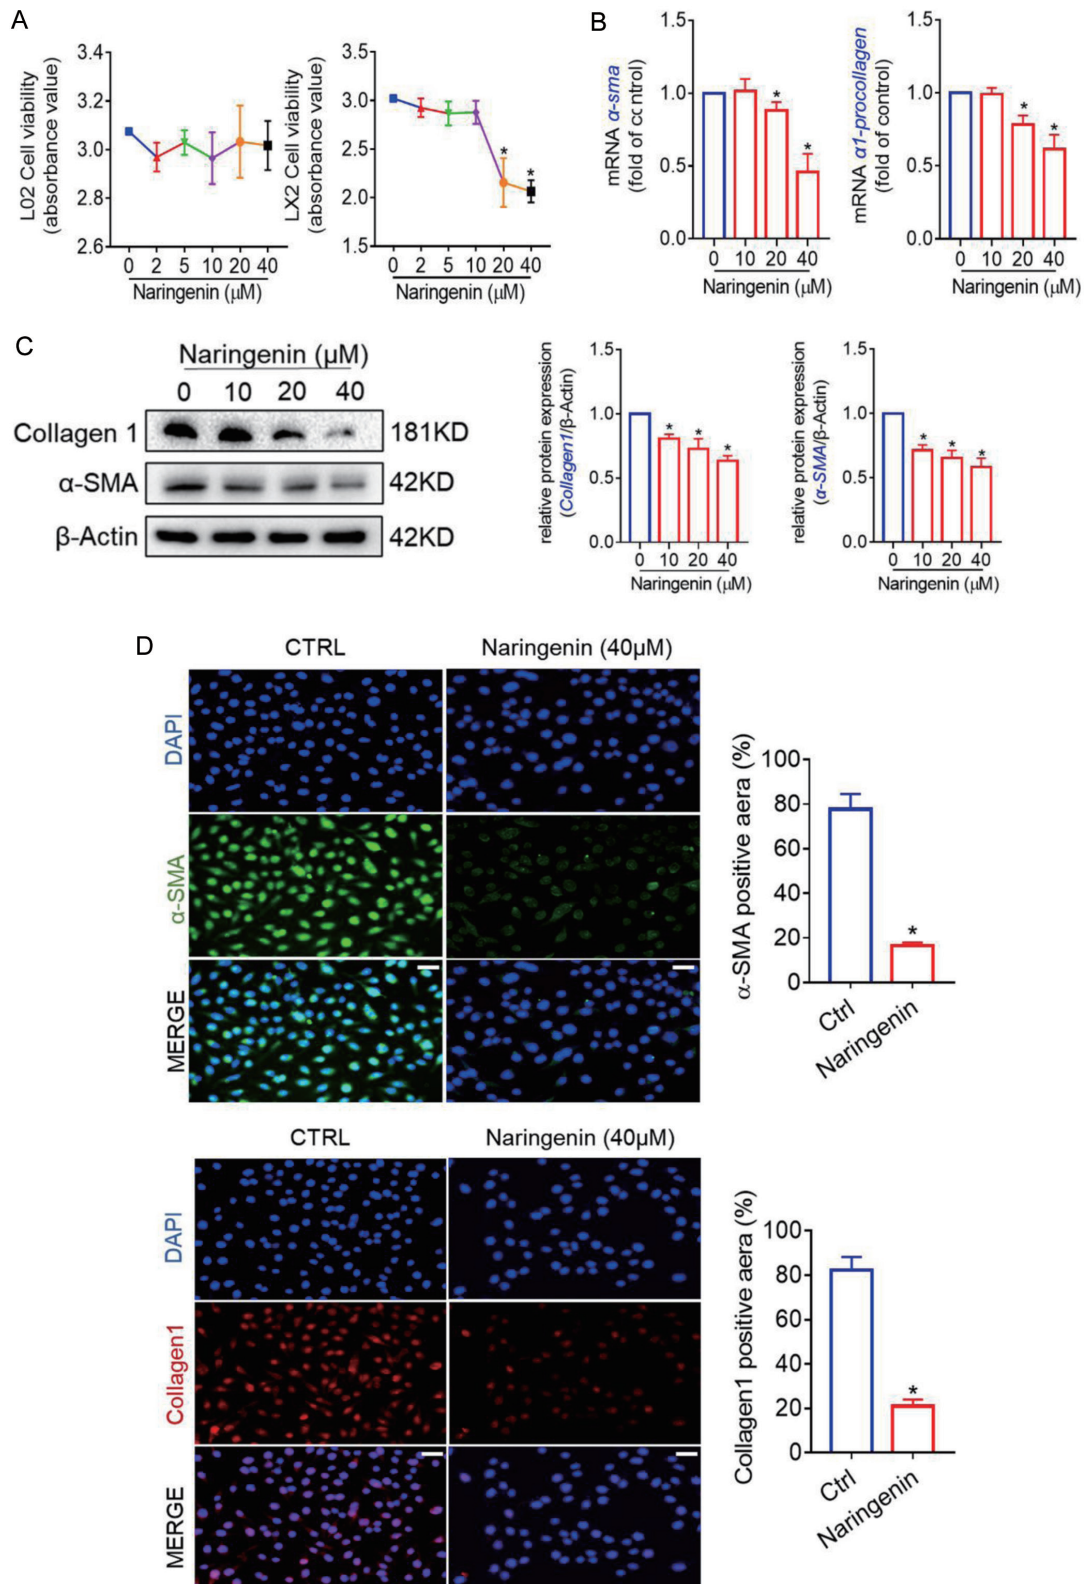 A
L02 Cell viability
(absorbance value)
3.4
3.2
3.0
2.8
2.6
0 2 5 10 20 40
Naringenin (μM)
LX2 Cell viability
(absorbance value)
3.5
3.0
2.5
2.0
1.5
*
*
0 2 5 10 20 40
Naringenin (μM)
B
mRNA α-sma
(fold of control)
1.5
1.0
0.5
0.0
*
*
0 10 20 40
Naringenin (μM)
mRNA α1-procollagen
(fold of control)
1.5
1.0
0.5
0.0
*
*
0 10 20 40
Naringenin (μM)
C
Naringenin (μM)
0 10 20 40
Collagen 1 181KD
α-SMA 42KD
β-Actin 42KD
relative protein expression
(Collagen1/β-Actin)
1.5
1.0
0.5
0.0
* * *
0 10 20 40
Naringenin (μM)
relative protein expression
(α-SMA/β-Actin)
1.5
1.0
0.5
0.0
* * *
0 10 20 40
Naringenin (μM)
D
CTRL Naringenin (40μM)
DAPI
α-SMA
MERGE
α-SMA positive aera (%)
100
80
60
40
20
0
*
Ctrl
Naringenin
CTRL Naringenin (40μM)
DAPI
Collagen1
MERGE
Collagen1 positive aera (%)
100
80
60
40
20
0
*
Ctrl
Naringenin